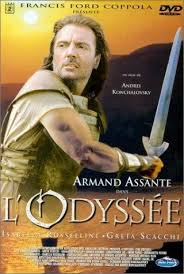 FRANCIS FORD COPPOLA
PRÉSENTE
DVD
UN FILM DE
ANDREI
KONCHALOVSKY
ARMAND ASSANTE
DANS
L'ODYSSÉE
ISABELLA ROSSELLINI - GRETA SCACCHI